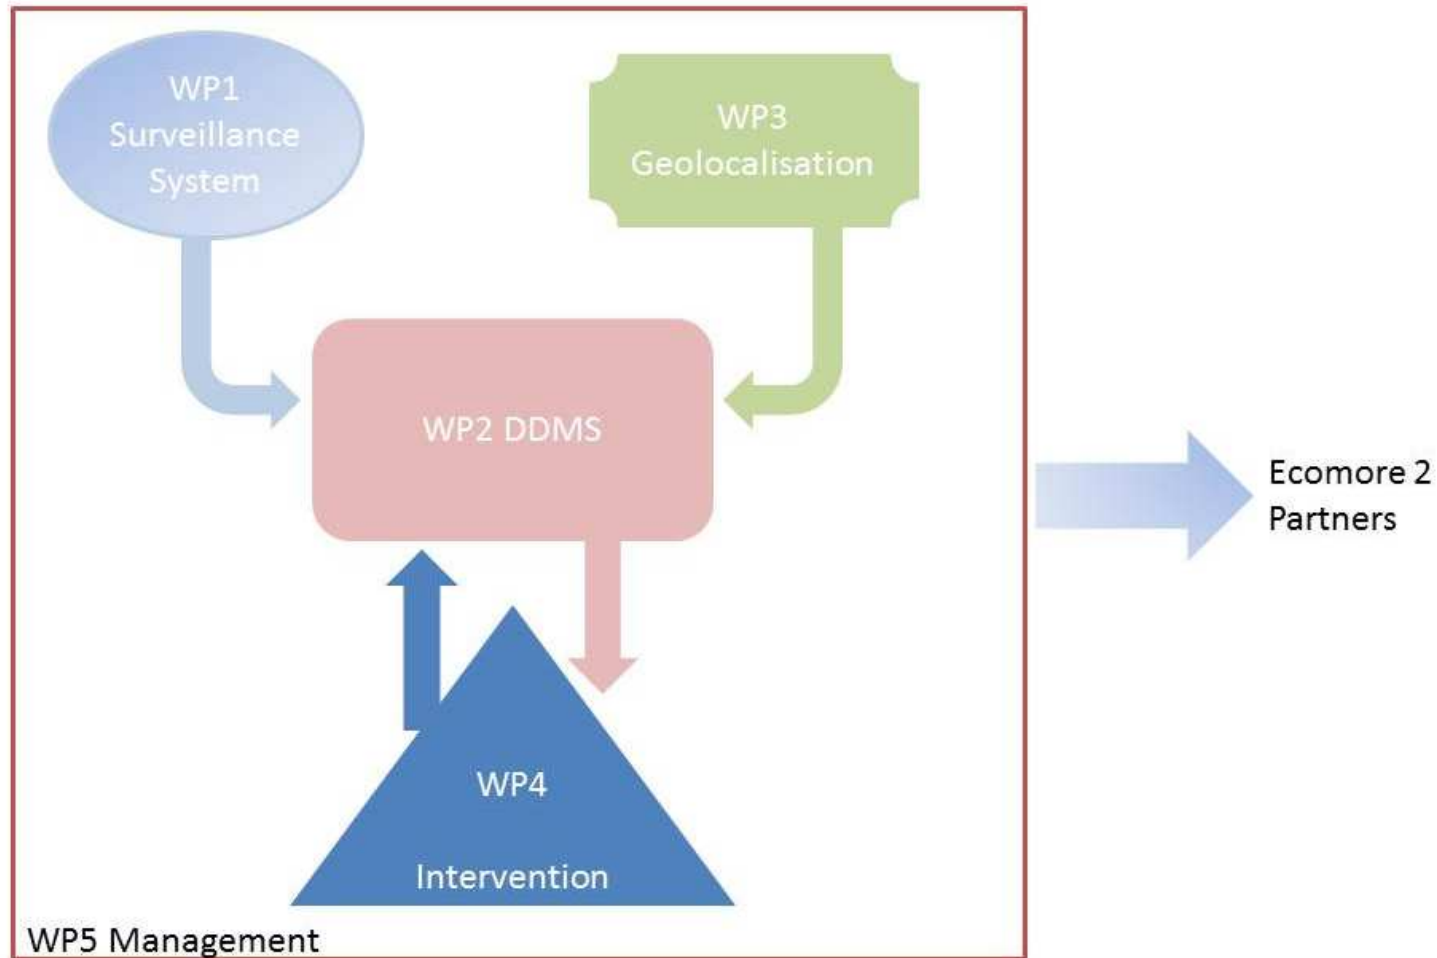 WP1
Surveillance
System
WP3
Geolocalisation
WP2 DDMS
Ecomore 2
Partners
WP4
Intervention
WP5 Management